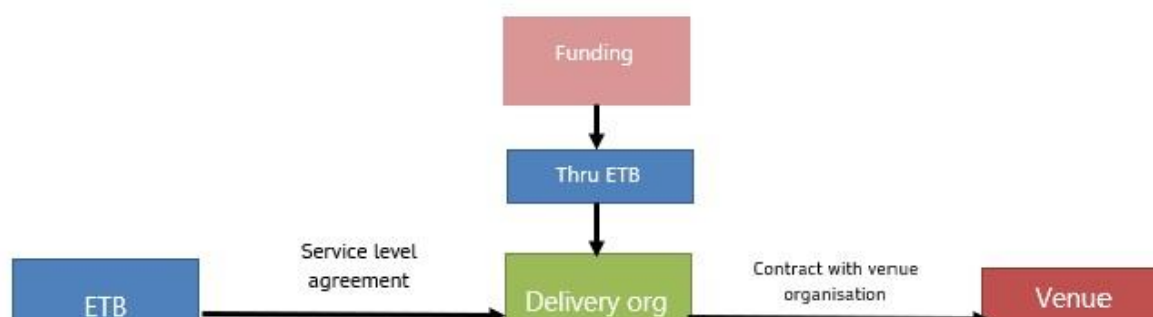 Funding
Thru ETB
Service level
agreement
Contract with venue
organisation
ETB
Delivery org
Venue